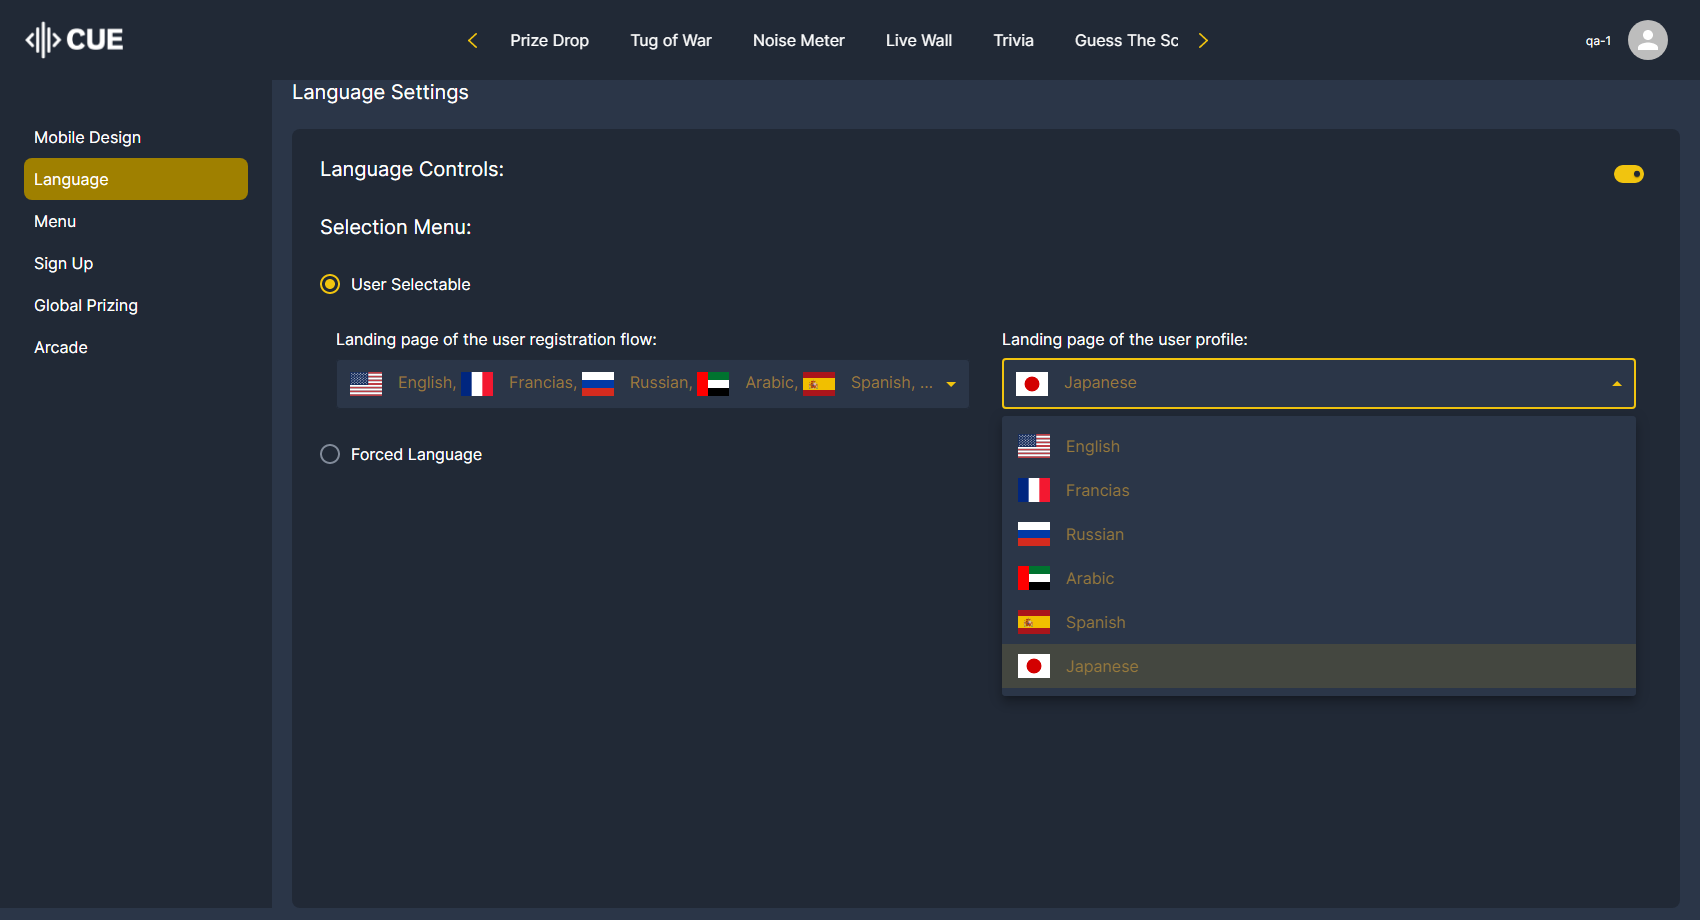 CUE
Prize Drop
Tug of War
Noise Meter
Live Wall
Trivia
Guess The Sc
qa-1
Mobile Design
Language
Menu
Sign Up
Global Prizing
Arcade
Language Settings
Language Controls:
Selection Menu:
User Selectable
Landing page of the user registration flow:
English, Francias, Russian, Arabic, Spanish, ...
Forced Language
Landing page of the user profile:
Japanese
English
Francias
Russian
Arabic
Spanish
Japanese